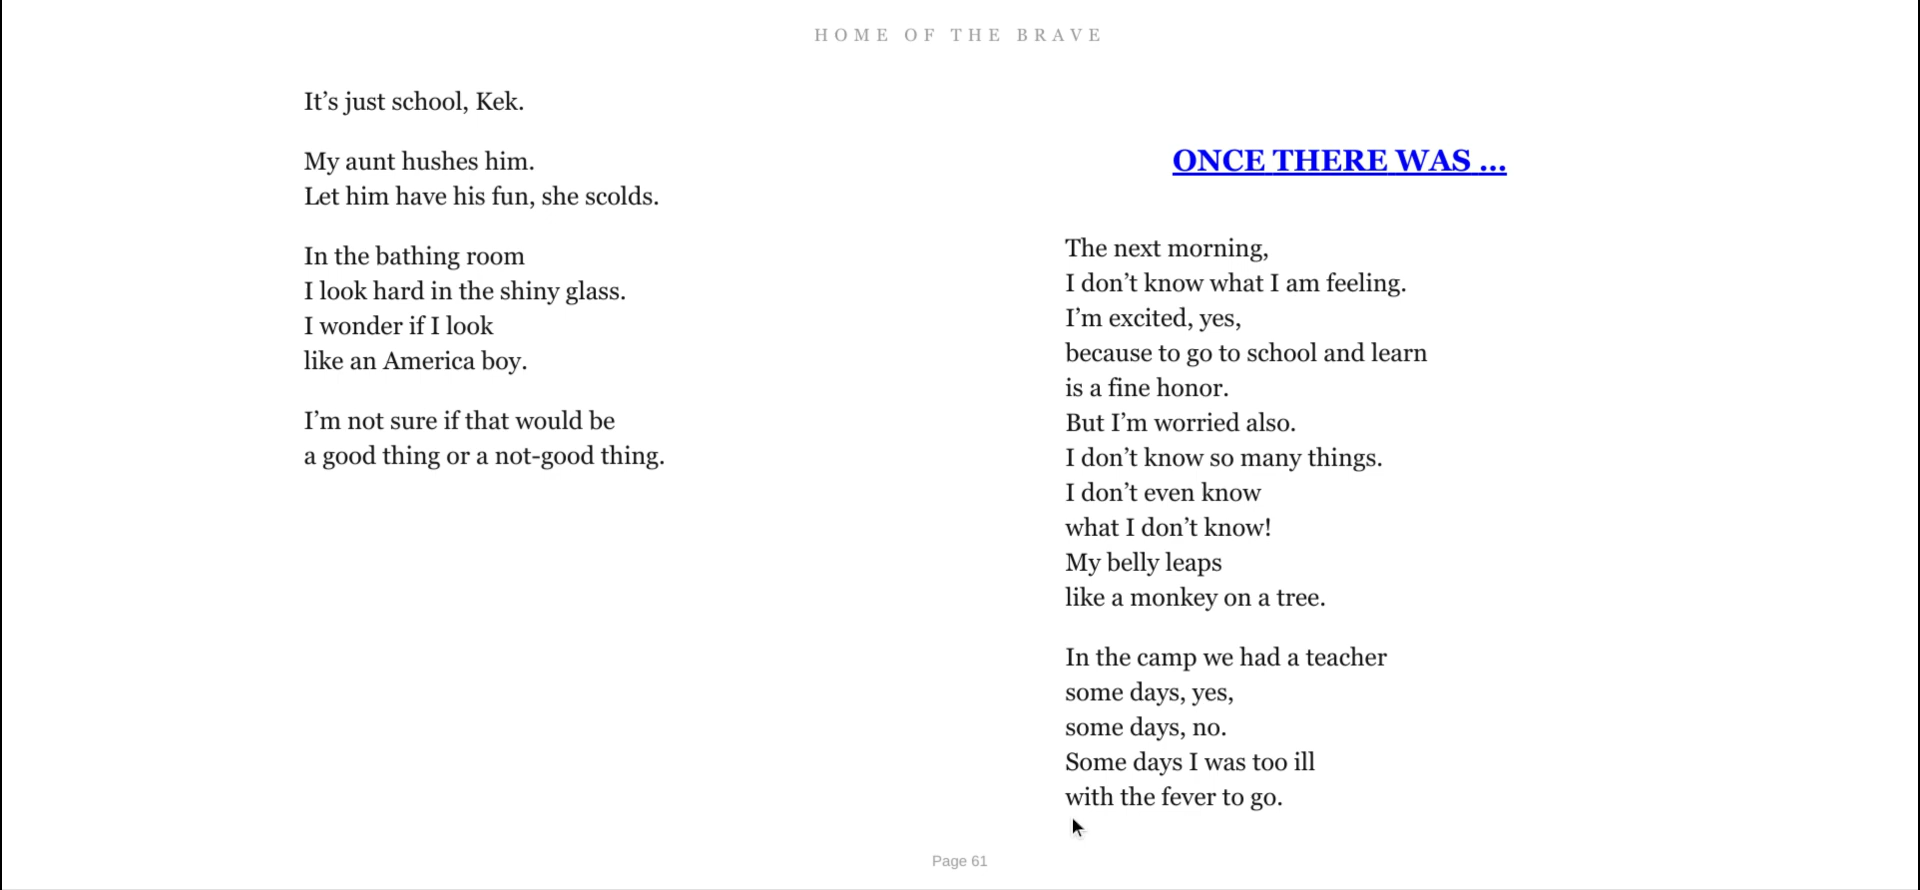 HOME OF THE BRAVE
It’s just school, Kek.
My aunt hushes him.
Let him have his fun, she scolds.
In the bathing room
I look hard in the shiny glass.
I wonder if I look
like an America boy.
I’m not sure if that would be
a good thing or a not-good thing.
ONCE THERE WAS ...
The next morning,
I don’t know what I am feeling.
I’m excited, yes,
because to go to school and learn
is a fine honor.
But I’m worried also.
I don’t know so many things.
I don’t even know
what I don’t know!
My belly leaps
like a monkey on a tree.
In the camp we had a teacher
some days, yes,
some days, no.
Some days I was too ill
with the fever to go.
Page 61